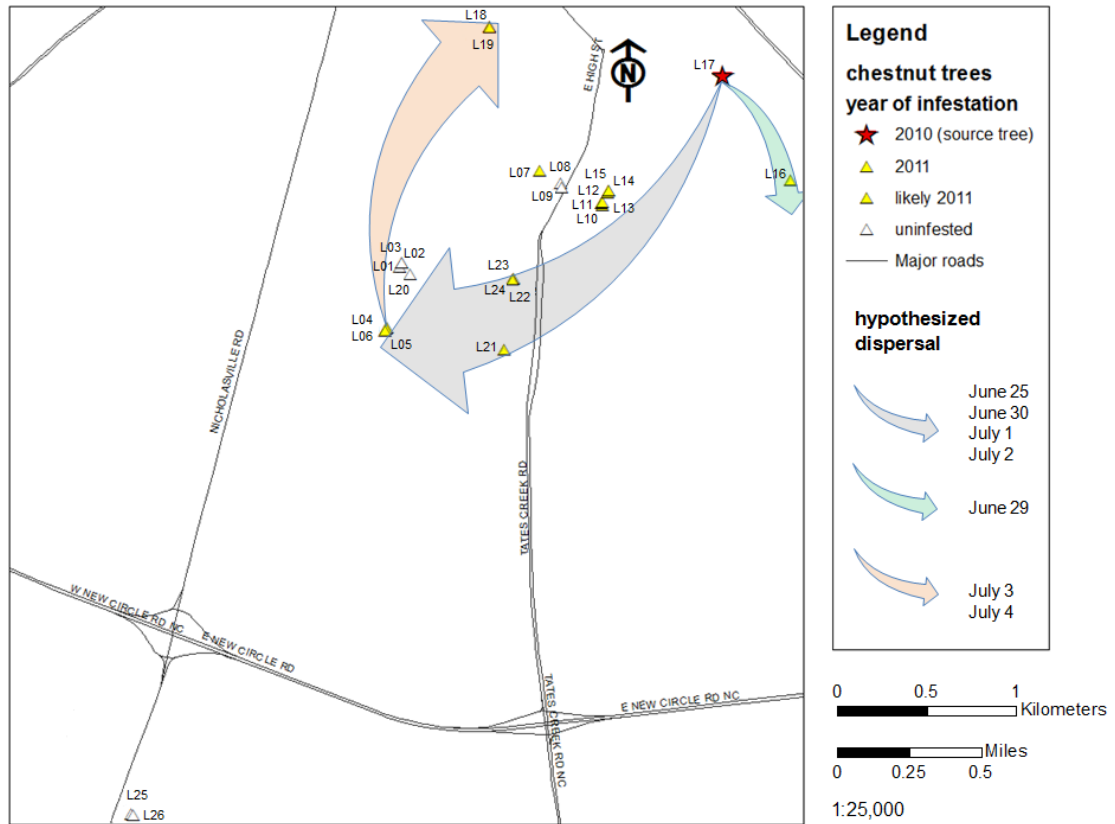 L18
L19
E HIGH ST
N
L17
L07
L08
L09
L15
L14
L12
L11
L13
L10
L16
L03
L02
L01
L20
L23
L24
L22
L04
L06
L05
L21
NICHOLASVILLE RD
TATES CREEK RD
W NEW CIRCLE RD NC
E NEW CIRCLE RD
TATES CREEK RD NC
E NEW CIRCLE RD NC
L25
L26
Legend
chestnut trees
year of infestation
2010 (source tree)
2011
likely 2011
uninfested
Major roads
hypothesized
dispersal
June 25
June 30
July 1
July 2
June 29
July 3
July 4
0 0.5 1
Kilometers
Miles
0 0.25 0.5
1:25,000